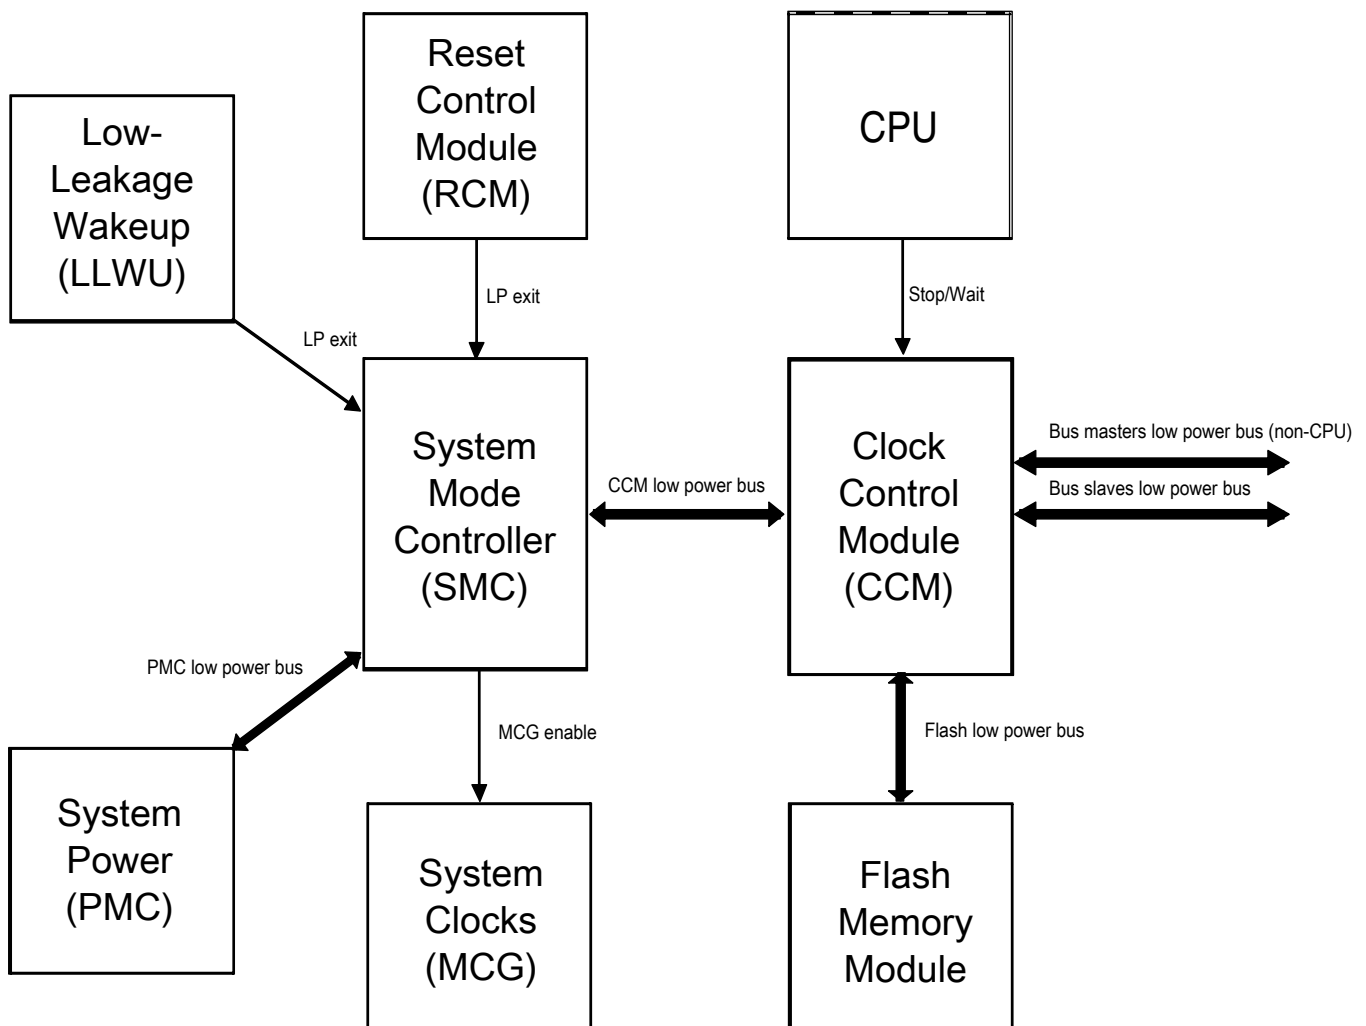 Reset
Control
Module
(RCM)
CPU
Low-
Leakage
Wakeup
(LLWU)
LP exit
Stop/Wait
LP exit
System
Mode
Controller
(SMC)
Clock
Control
Module
(CCM)
Bus masters low power bus (non-CPU)
CCM low power bus
Bus slaves low power bus
PMC low power bus
MCG enable
Flash low power bus
System
Power
(PMC)
System
Clocks
(MCG)
Flash
Memory
Module